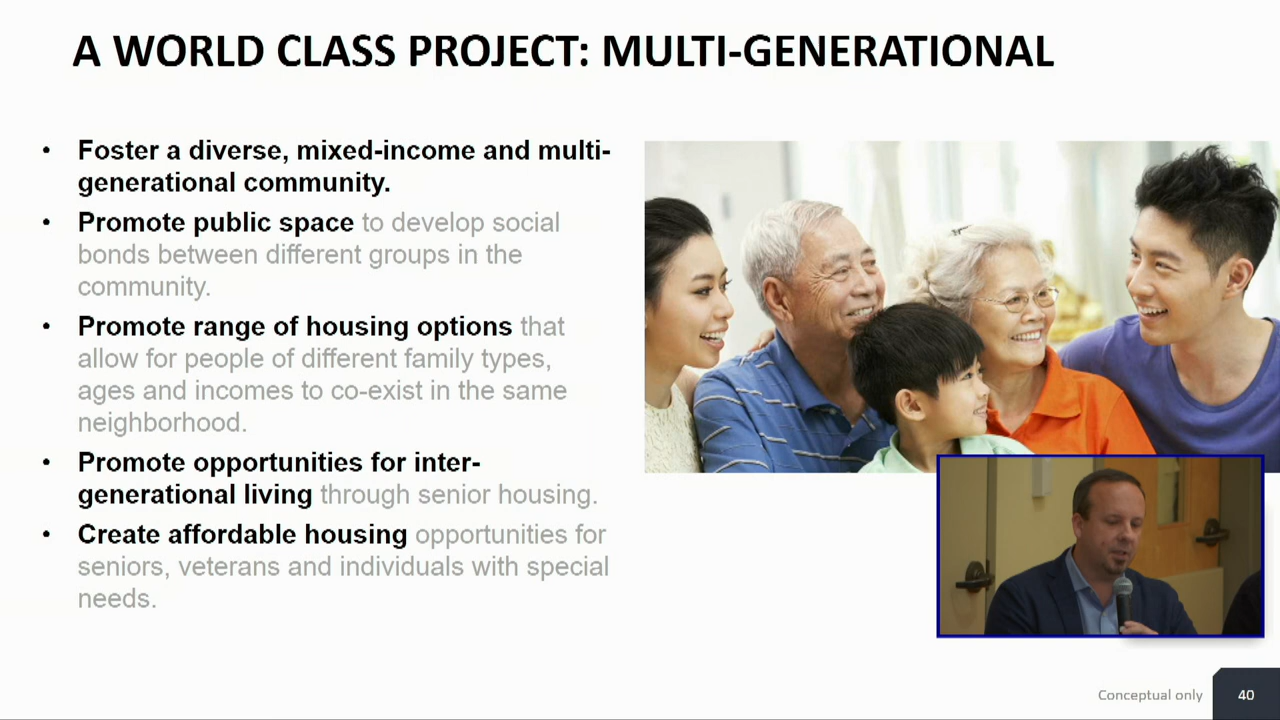 A WORLD CLASS PROJECT: MULTI-GENERATIONAL
• Foster a diverse, mixed-income and multi-
generational community.
• Promote public space to develop social
bonds between different groups in the
community.
• Promote range of housing options that
allow for people of different family types,
ages and incomes to co-exist in the same
neighborhood.
• Promote opportunities for inter-
generational living through senior housing.
• Create affordable housing opportunities for
seniors, veterans and individuals with special
needs.
Conceptual only 40